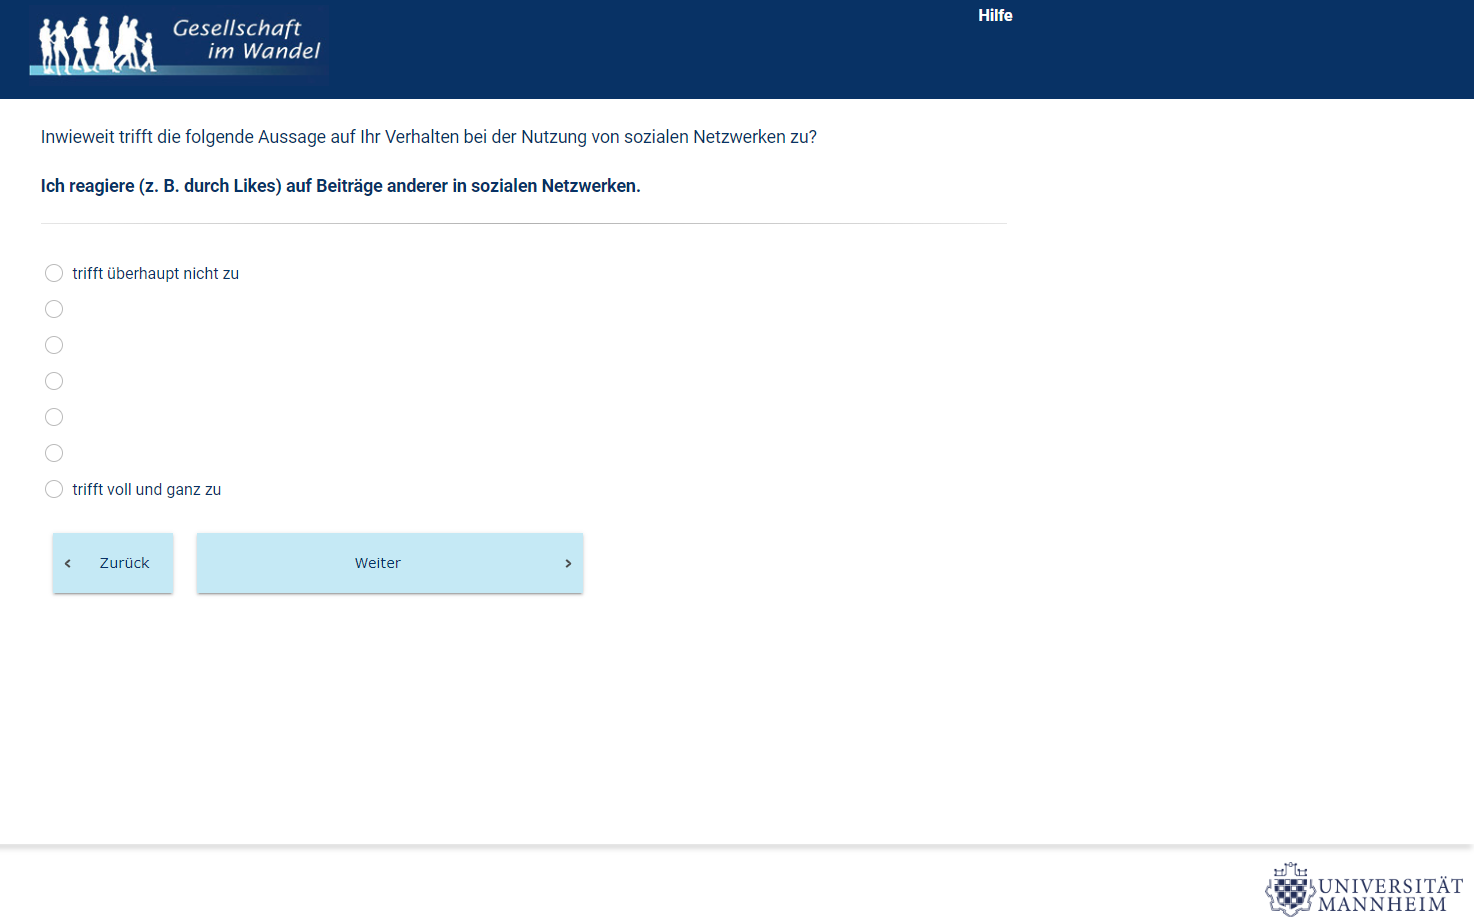 Gesellschaft
im Wandel
Hilfe
Inwieweit trifft die folgende Aussage auf Ihr Verhalten bei der Nutzung von sozialen Netzwerken zu?
Ich reagiere (z. B. durch Likes) auf Beiträge anderer in sozialen Netzwerken.
trifft überhaupt nicht zu
trifft voll und ganz zu
Zurück
Weiter
UNIVERSITÄT
MANNHEIM